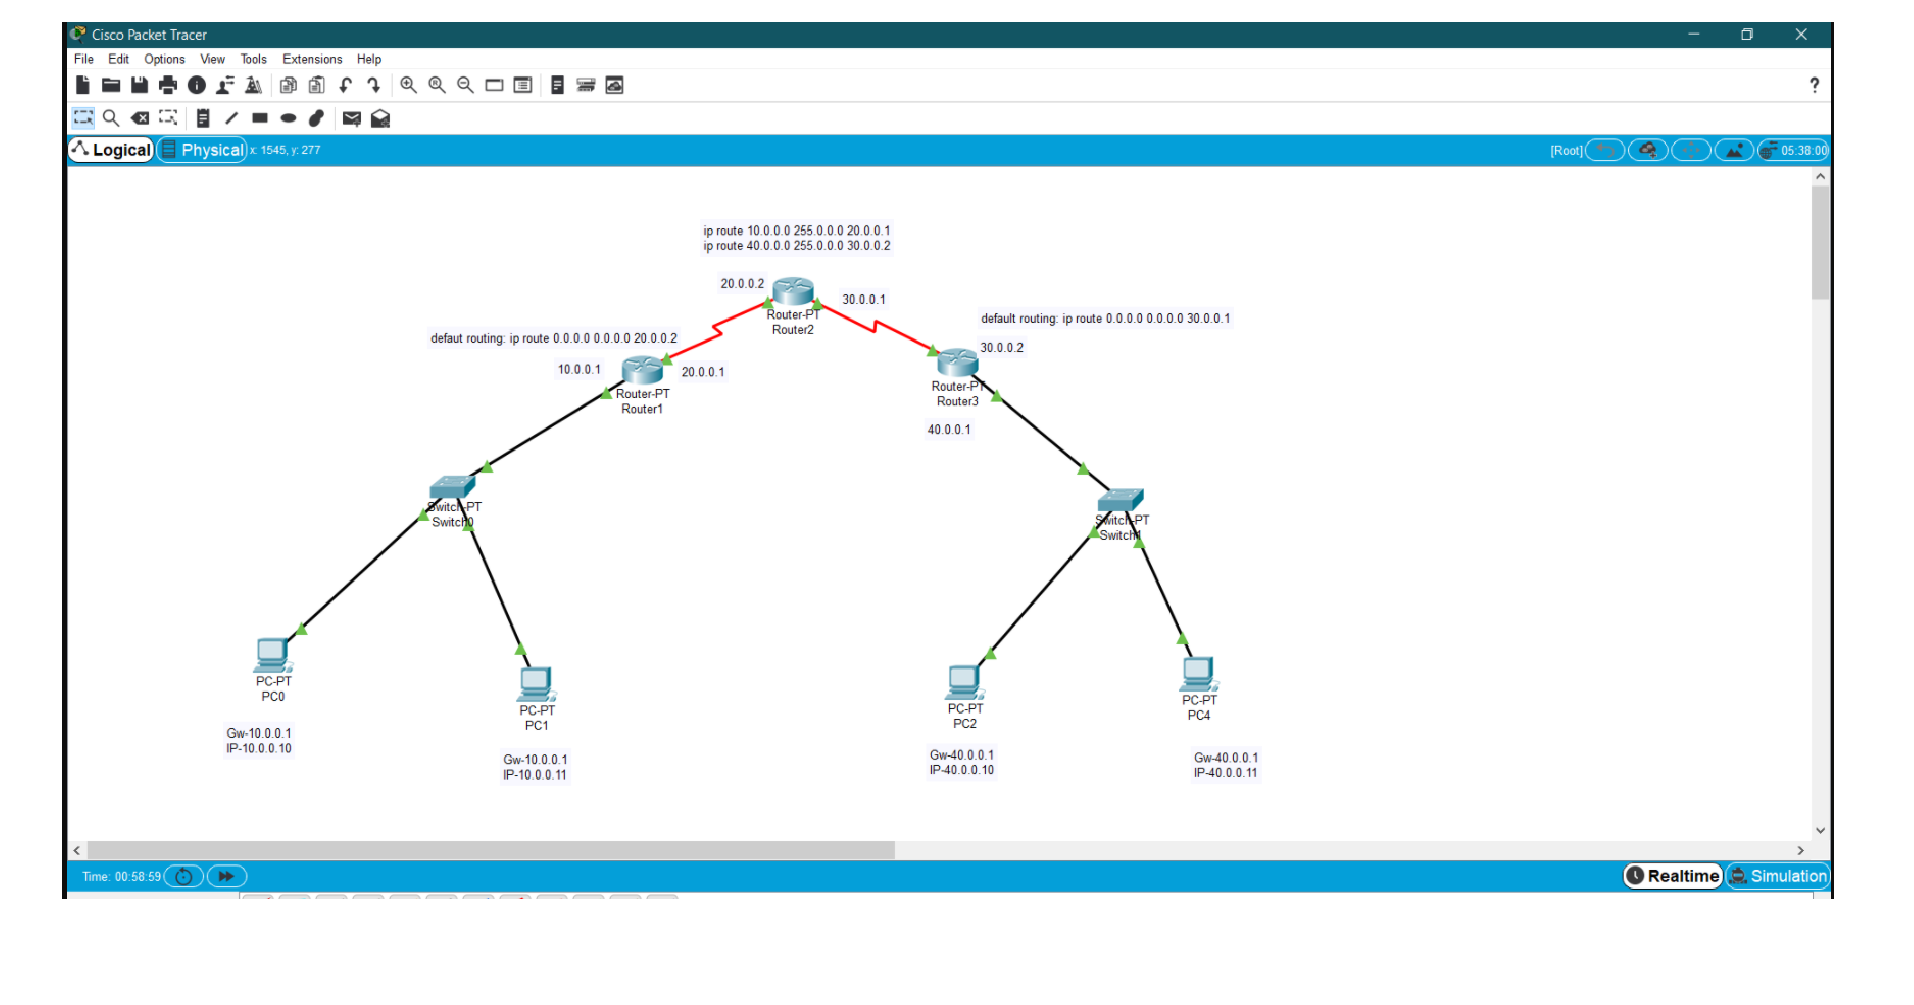 Cisco Packet Tracer
File Edit Options View Tools Extensions Help
?
Logical Physical x: 1545, y: 277
[Root] 05:38:00
ip route 10.0.0.0 255.0.0.0 20.0.0.1
ip route 40.0.0.0 255.0.0.0 30.0.0.2
20.0.0.2
30.0.0.1
Router-PT
Router2
default routing: ip route 0.0.0.0 0.0.0.0 30.0.0.1
defaut routing: ip route 0.0.0.0 0.0.0.0 20.0.0.2
30.0.0.2
10.0.0.1
20.0.0.1
Router-PT
Router1
Router-PT
Router3
40.0.0.1
Switch-PT
Switch0
Switch-PT
Switch1
PC-PT
PC0
PC-PT
PC1
PC-PT
PC2
PC-PT
PC4
Gw-10.0.0.1
IP-10.0.0.10
Gw-10.0.0.1
IP-10.0.0.11
Gw-40.0.0.1
IP-40.0.0.10
Gw-40.0.0.1
IP-40.0.0.11
Time: 00:58:59
Realtime Simulation